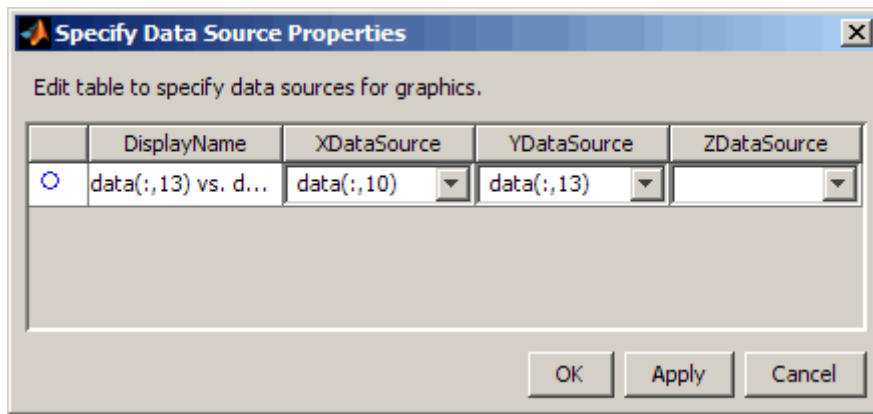 Specify Data Source Properties
Edit table to specify data sources for graphics.
DisplayName XDataSource YDataSource ZDataSource
data(:,13) vs. d... data(:,10) data(:,13)
OK Apply Cancel